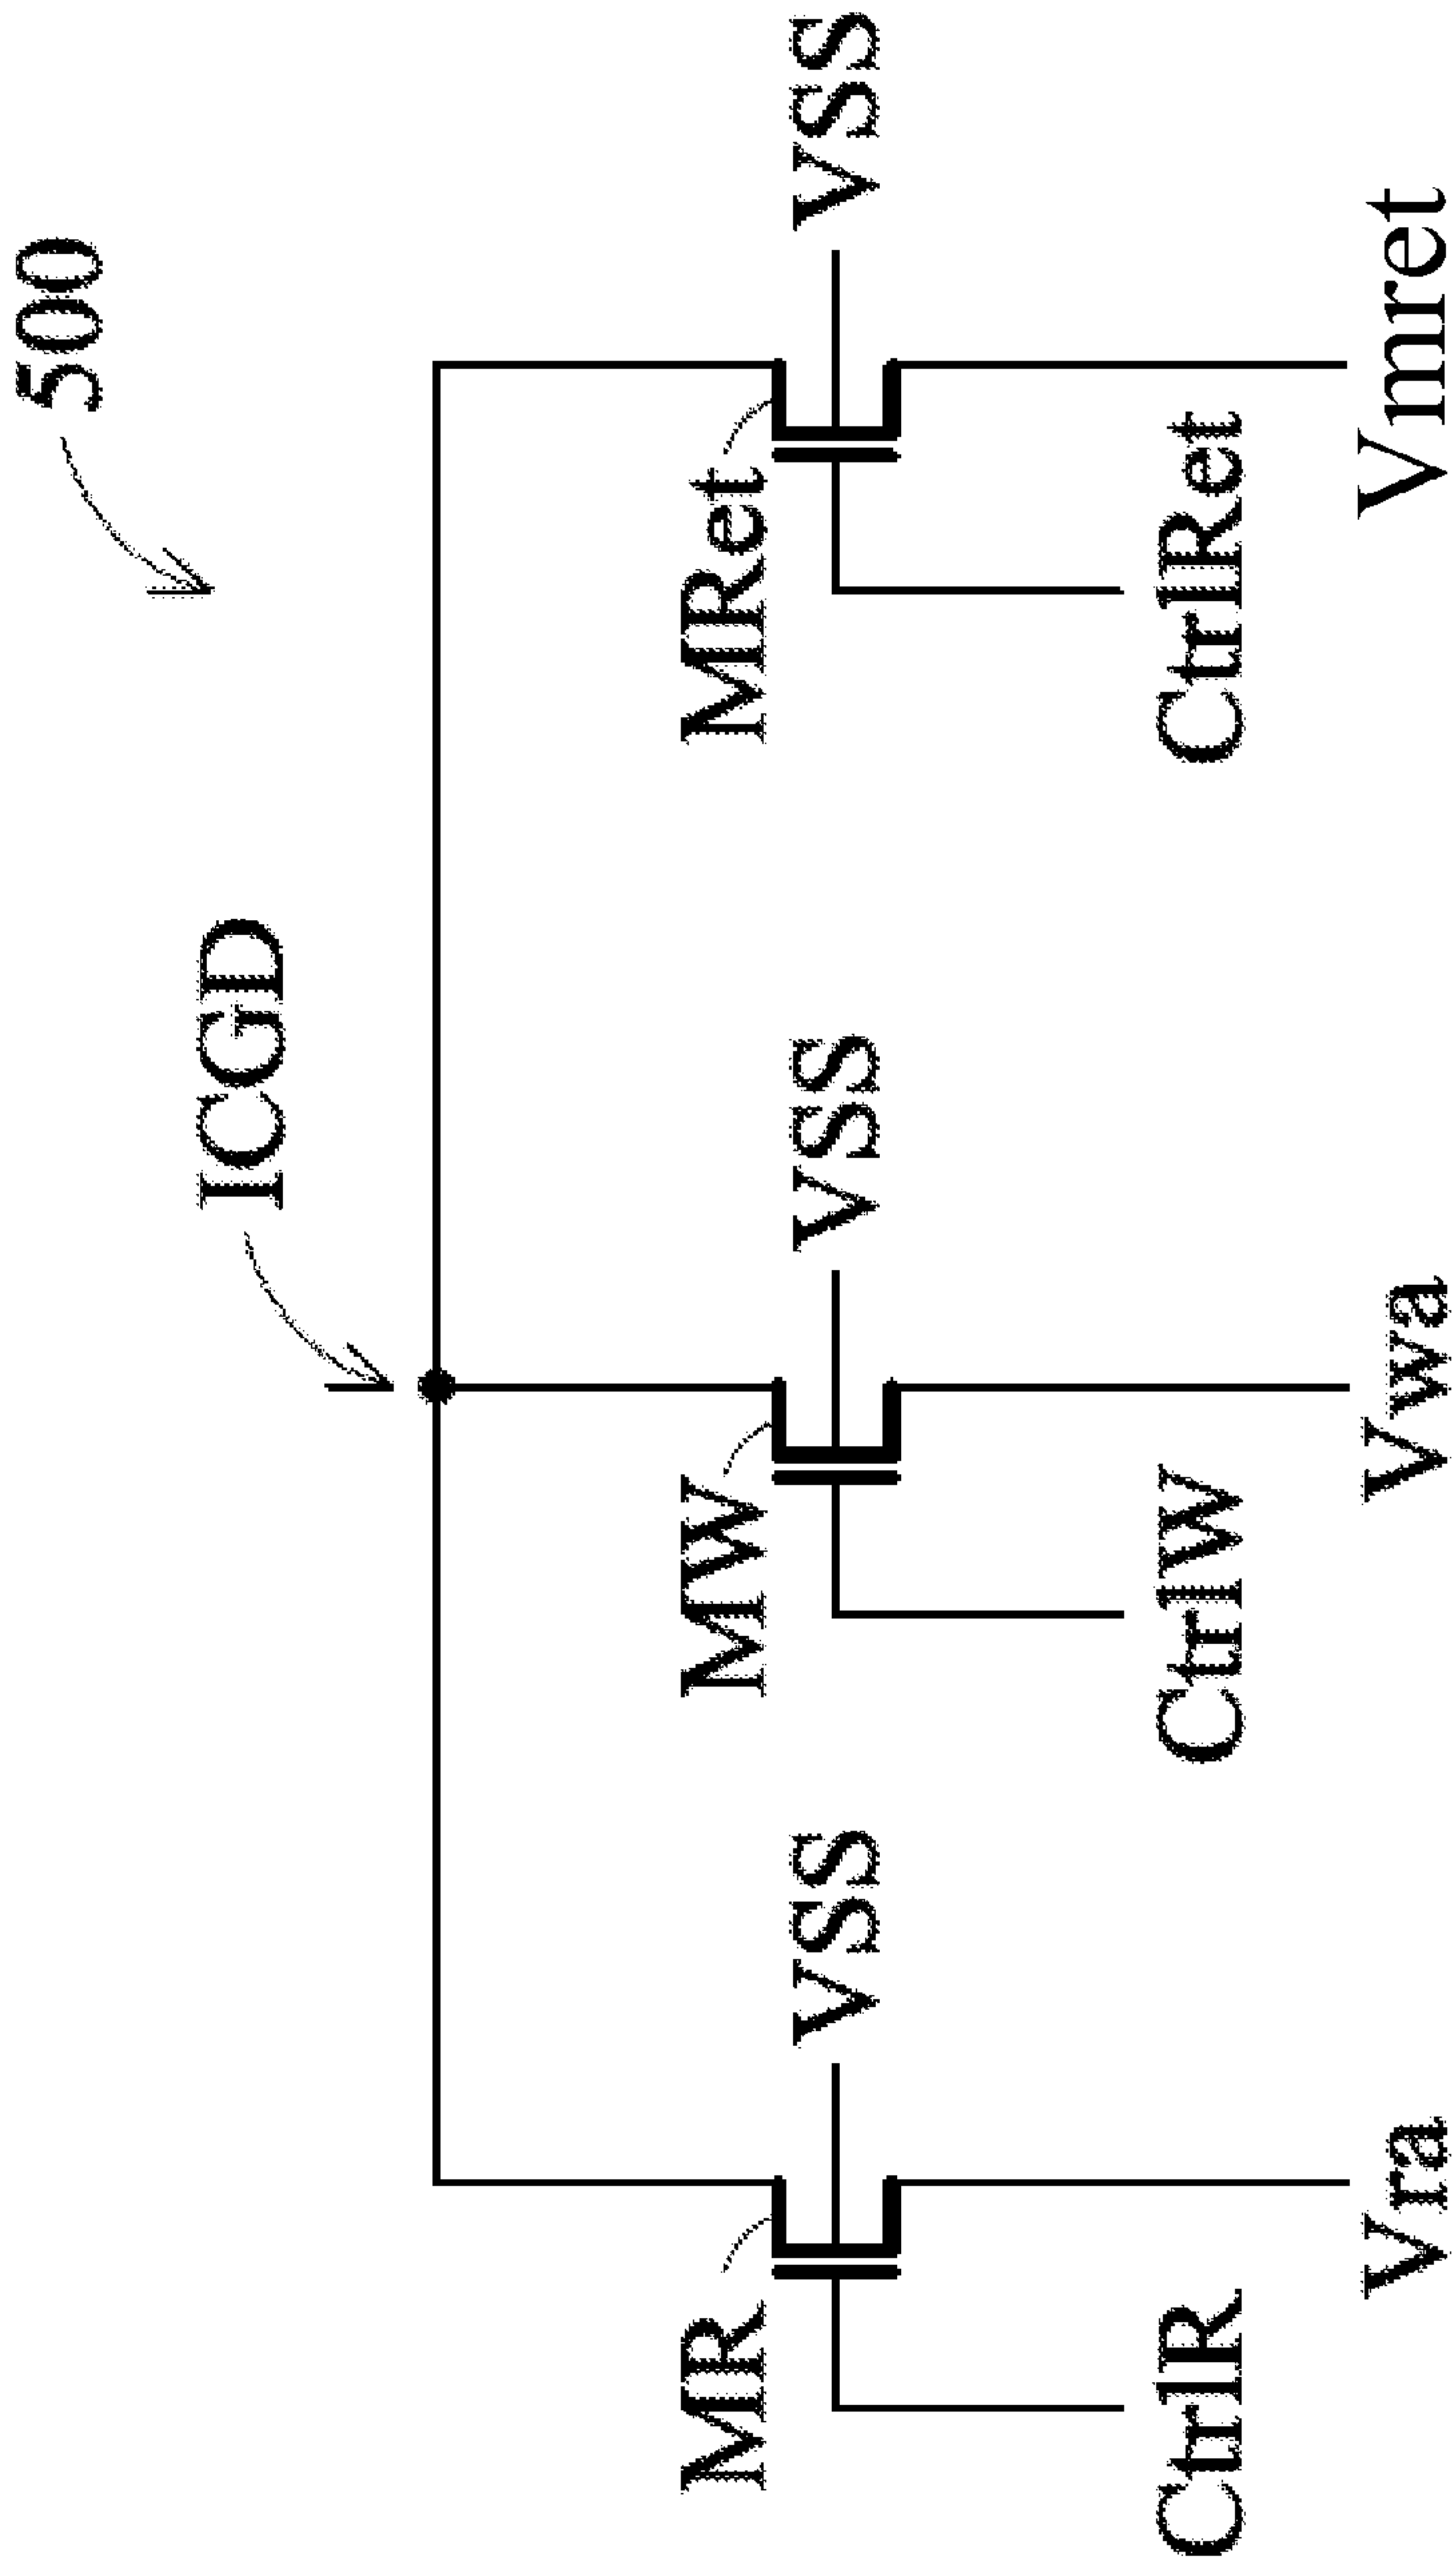 500
ICGD
MR
VSS
MW
VSS
MRet
VSS
CtrlR
CtrlW
CtrlRet
Vra
Vwa
Vmret